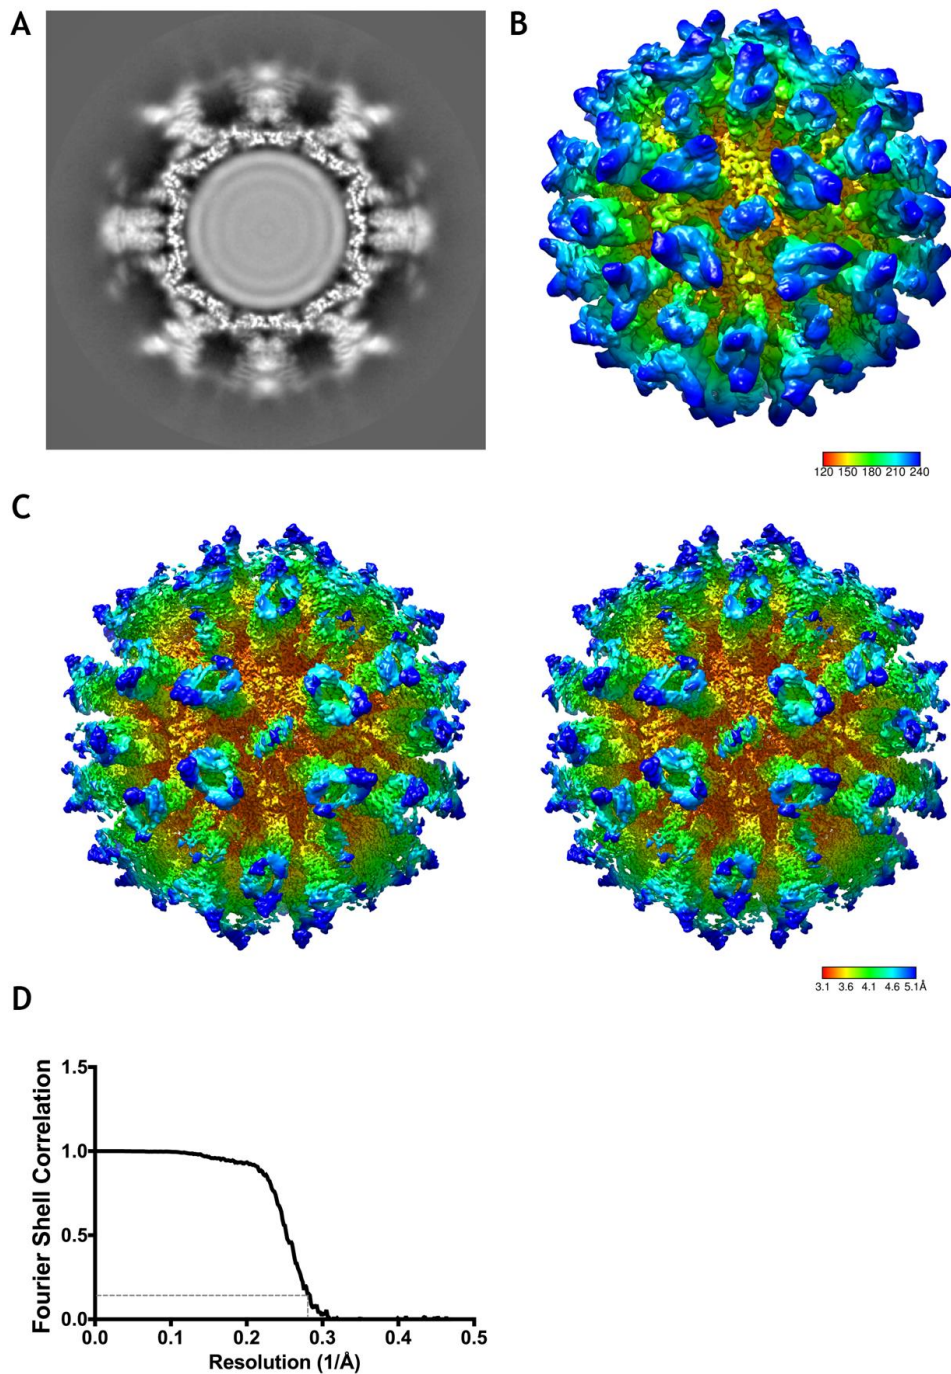 A
B
120 150 180 210 240
C
3.1 3.6 4.1 4.6 5.1Å
D
Fourier Shell Correlation
1.5
1.0
0.5
0.0
0.0 0.1 0.2 0.3 0.4 0.5
Resolution (1/Å)